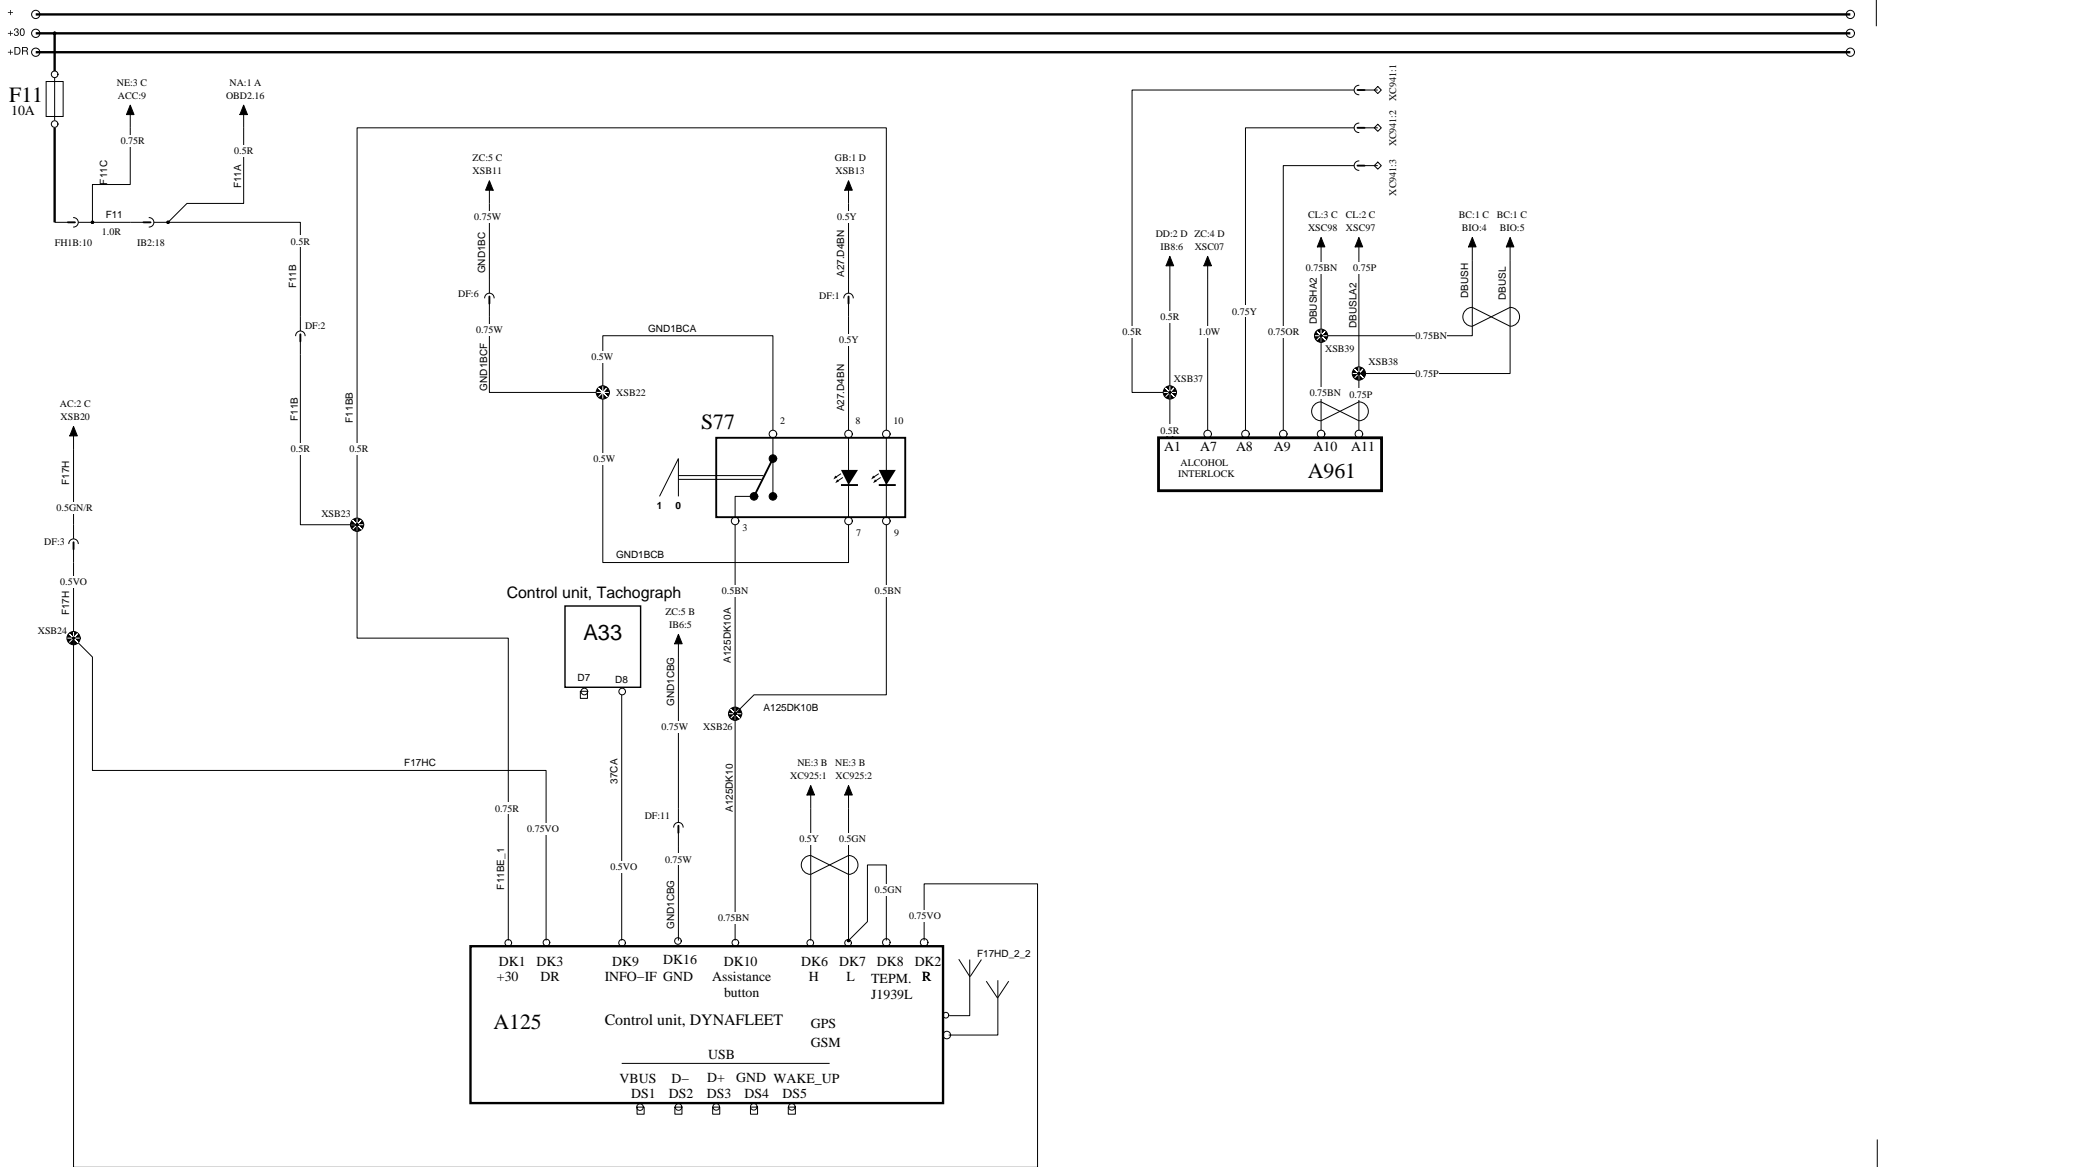 +
+30
+DR
F11
10A
NE:3 C
ACC:9
0.75R
F11C
NA:1 A
OBD2.16
0.5R
F11A
F11
1.0R
FH1B:10
IB2:18
0.5R
F11B
DF:2
F11B
0.5R
F11BB
0.5R
XSB23
AC:2 C
XSB20
F17H
0.5GN/R
DF:3
0.5VO
F17H
XSB24
F17HC
ZC:5 C
XSB11
0.75W
GND1BC
DF:6
0.75W
GND1BCF
GND1BCA
0.5W
XSB22
0.5W
GND1BCB
GB:1 D
XSB13
0.5Y
A27.D4BN
DF:1
0.5Y
A27.D4BN
S77
2
8
10
1 0
3
7
9
0.5BN
0.5BN
A125DK10A
A125DK10B
XSB26
A125DK10
0.75BN
Control unit, Tachograph
A33
D7
D8
37CA
0.5VO
ZC:5 B
IB6:5
GND1CBG
0.75W
DF:11
0.75W
GND1CBG
0.75R
F11BE_1
0.75VO
NE:3 B
XC925:1
NE:3 B
XC925:2
0.5Y
0.5GN
0.5GN
0.75VO
F17HD_2_2
DK1
+30
DK3
DR
DK9
INFO-IF
DK16
GND
DK10
Assistance
button
DK6
H
DK7
L
DK8
TEPM.
J1939L
DK2
R
A125
Control unit, DYNAFLEET
GPS
GSM
USB
VBUS D- D+ GND WAKE_UP
DS1 DS2 DS3 DS4 DS5
XC941:1
XC941:2
XC941:3
DD:2 D
IB8:6
ZC:4 D
XSC07
CL:3 C
XSC98
CL:2 C
XSC97
BC:1 C
BIO:4
BC:1 C
BIO:5
0.75BN
0.75P
DBUSHA2
DBUSLA2
DBUSH
DBUSL
0.5R
0.5R
1.0W
0.75Y
0.75OR
0.75BN
XSB39
XSB38
0.75P
XSB37
0.75BN
0.75P
0.5R
A1 A7 A8 A9 A10 A11
ALCOHOL
INTERLOCK
A961